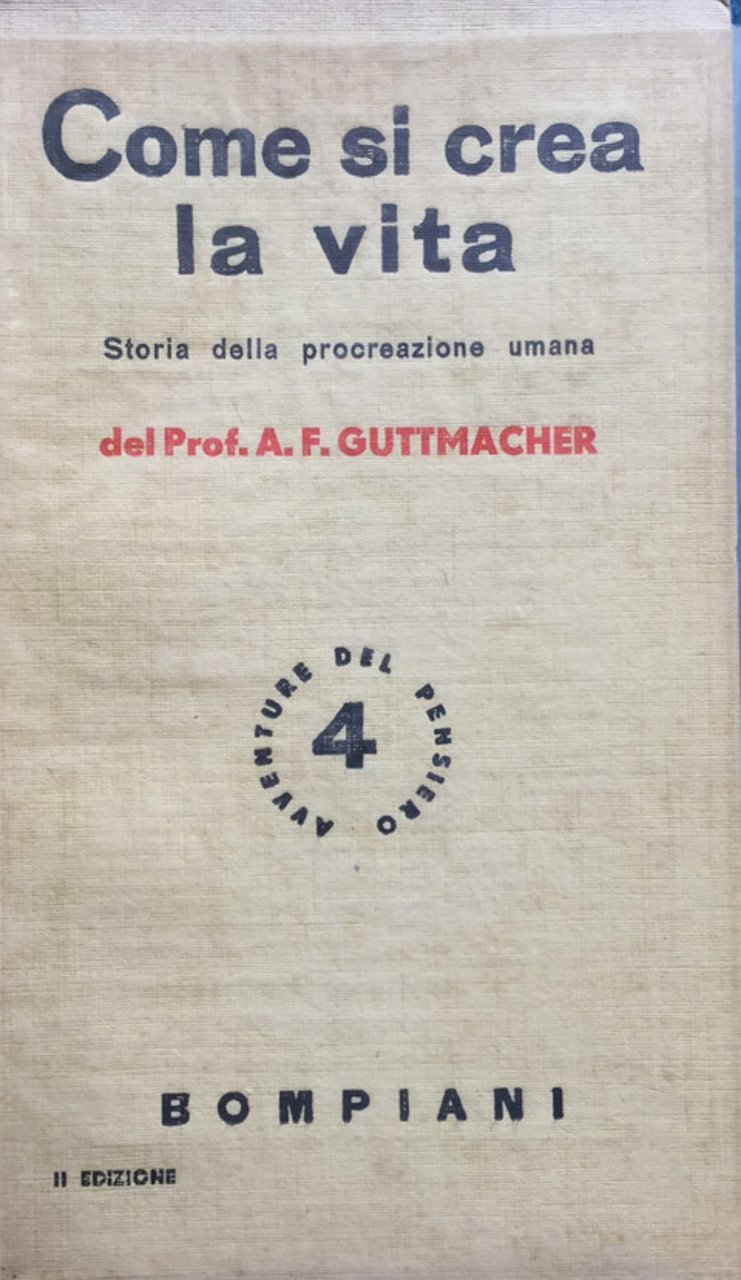 Come si crea
la vita
Storia della procreazione umana
del Prof. A. F. GUTTMACHER
AVVENTURE DEL PENSIERO
4
BOMPIANI
II EDIZIONE